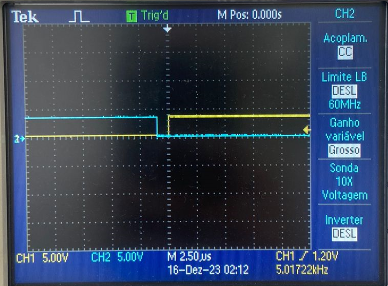 Tek T Trig'd M Pos: 0.000s CH2
Acoplam.
CC
Limite LB
DESL
60MHz
Ganho
variável
Grosso
Sonda
10X
Voltagem
Inverter
DESL
2
CH1 5.00V CH2 5.00V M 2.50µs CH1 / 1.20V
16-Dez-23 02:12 5.01722kHz